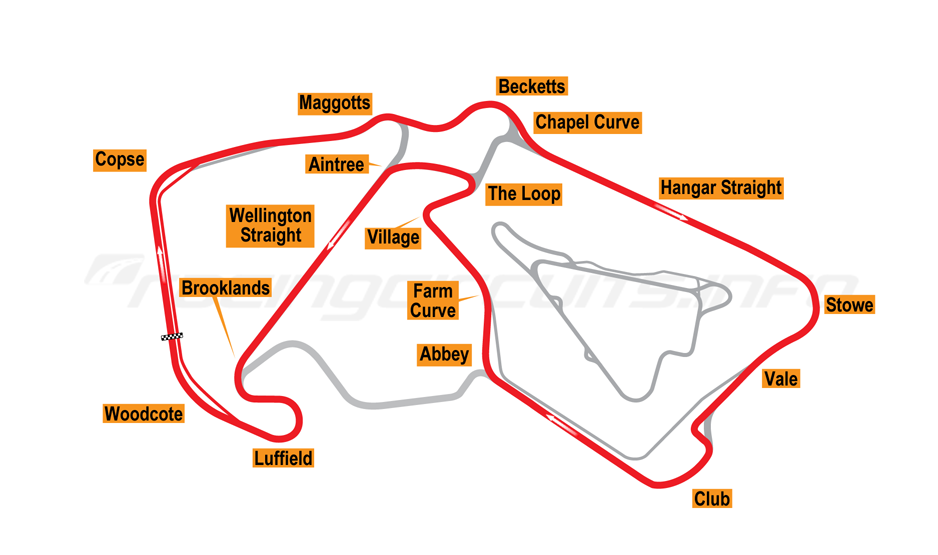 Becketts
Maggotts
Chapel Curve
Copse
Aintree
Hangar Straight
The Loop
Wellington
Straight
Village
racingcircuits.info
Brooklands
Farm
Curve
Stowe
Abbey
Vale
Woodcote
Luffield
Club